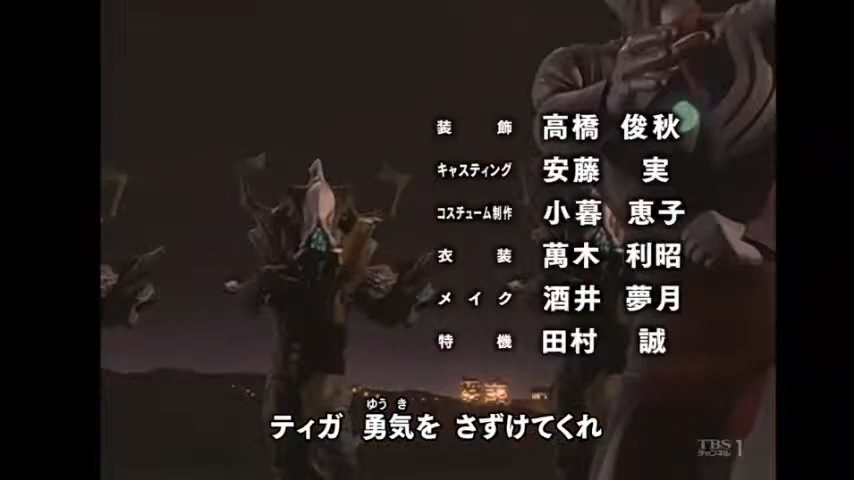 装飾 高橋 俊秋
キャスティング 安藤 実
コスチューム制作 小暮 恵子
衣装 萬木 利昭
メイク 酒井 夢月
特機 田村 誠
ゆうき
ティガ 勇気を さずけてくれ
TBS 1
チャンネル